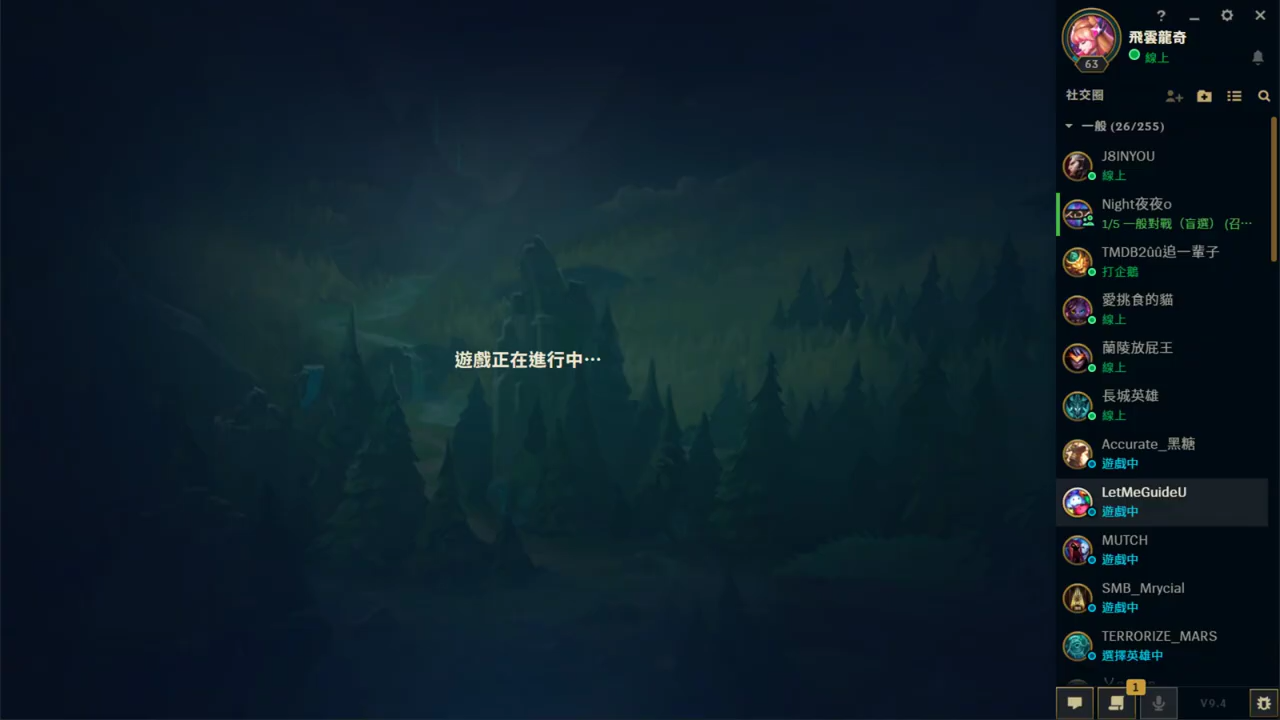 飛雲龍奇
線上
63
社交圈
一般 (26/255)
J8INYOU
線上
Night夜夜o
1/5 一般對戰（盲選） (召⋯
TMDB2ûû追一輩子
打企鵝
愛挑食的貓
線上
蘭陵放屁王
線上
遊戲正在進行中⋯
長城英雄
線上
Accurate_黑糖
遊戲中
LetMeGuideU
遊戲中
MUTCH
遊戲中
SMB_Mrycial
遊戲中
TERRORIZE_MARS
選擇英雄中
1
V9.4